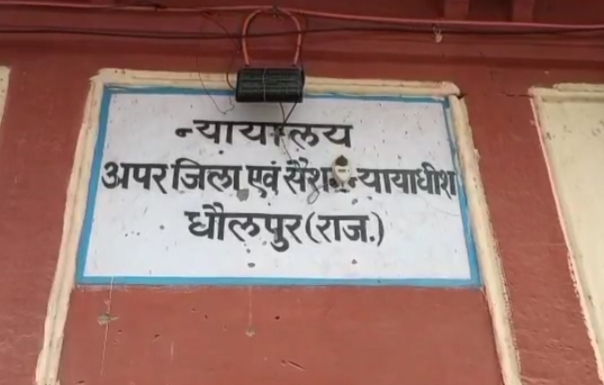 न्यायालय
अपर जिला एवं सैशन न्यायाधीश
धौलपुर (राज.)